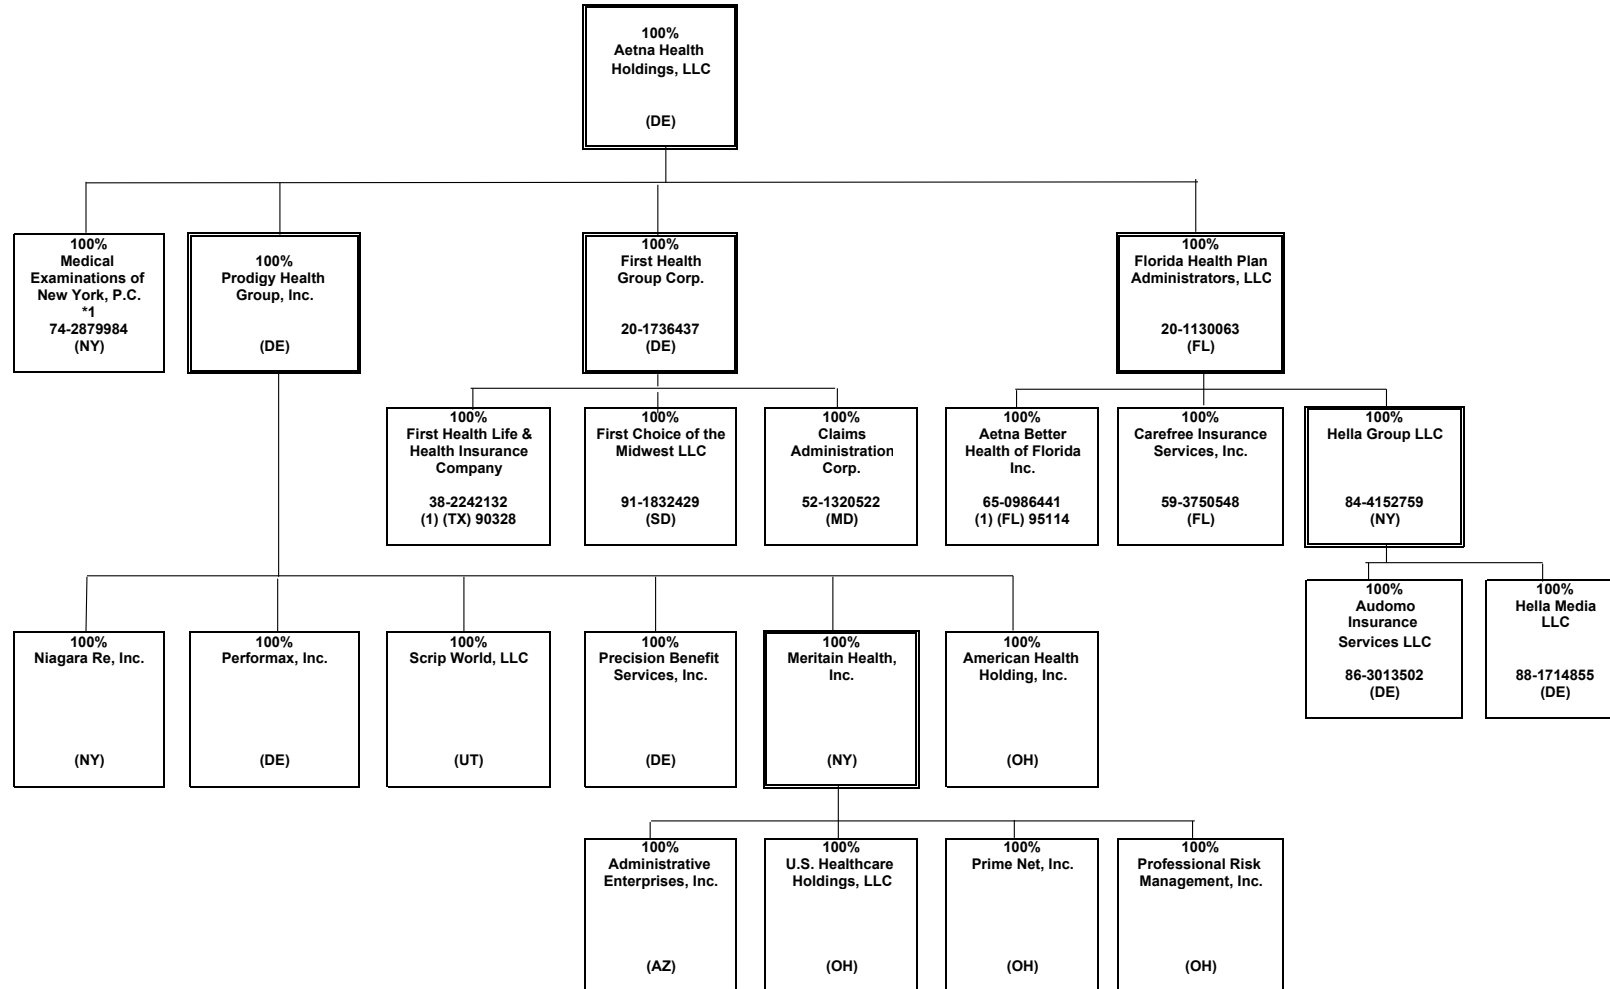 100%
Aetna Health
Holdings, LLC
(DE)
100%
Medical
Examinations of
New York, P.C.
*1
74-2879984
(NY)
100%
Prodigy Health
Group, Inc.
(DE)
100%
First Health
Group Corp.
20-1736437
(DE)
100%
Florida Health Plan
Administrators, LLC
20-1130063
(FL)
100%
First Health Life &
Health Insurance
Company
38-2242132
(1) (TX) 90328
100%
First Choice of the
Midwest LLC
91-1832429
(SD)
100%
Claims
Administration
Corp.
52-1320522
(MD)
100%
Aetna Better
Health of Florida
Inc.
65-0986441
(1) (FL) 95114
100%
Carefree Insurance
Services, Inc.
59-3750548
(FL)
100%
Hella Group LLC
84-4152759
(NY)
100%
Audomo
Insurance
Services LLC
86-3013502
(DE)
100%
Hella Media
LLC
88-1714855
(DE)
100%
Niagara Re, Inc.
(NY)
100%
Performax, Inc.
(DE)
100%
Scrip World, LLC
(UT)
100%
Precision Benefit
Services, Inc.
(DE)
100%
Meritain Health,
Inc.
(NY)
100%
American Health
Holding, Inc.
(OH)
100%
Administrative
Enterprises, Inc.
(AZ)
100%
U.S. Healthcare
Holdings, LLC
(OH)
100%
Prime Net, Inc.
(OH)
100%
Professional Risk
Management, Inc.
(OH)